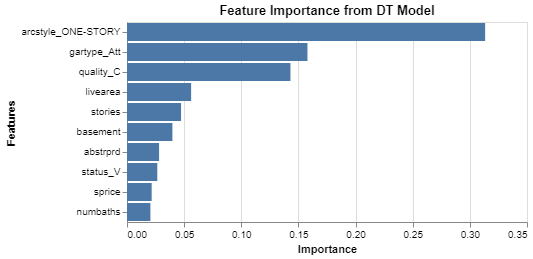 Feature Importance from DT Model
Features
arcstyle_ONE-STORY
gartype_Att
quality_C
livearea
stories
basement
abstrprd
status_V
sprice
numbaths
0.00 0.05 0.10 0.15 0.20 0.25 0.30 0.35
Importance